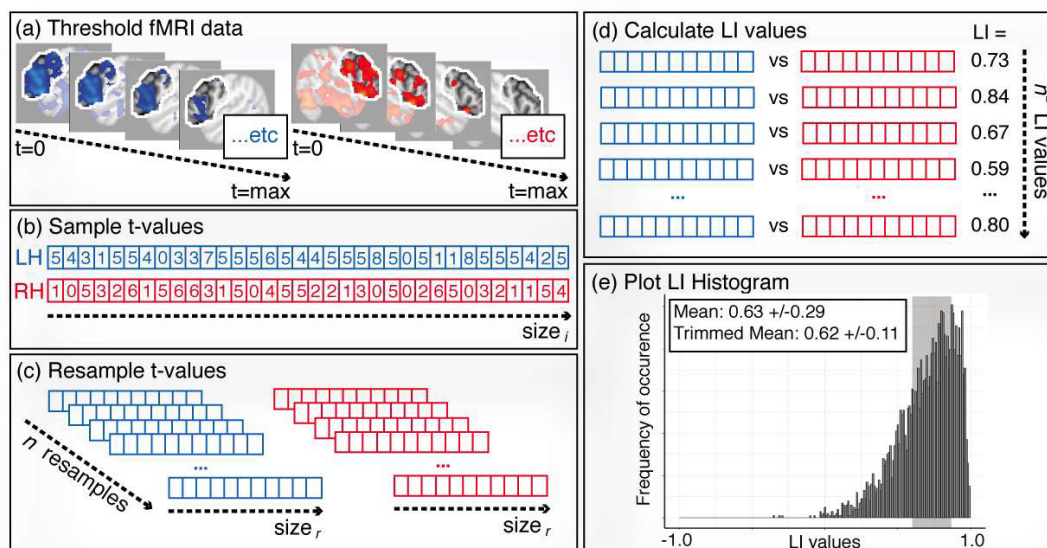 (a) Threshold fMRI data
...etc
...etc
t=0
t=0
t=max
t=max
(b) Sample t-values
LH 5 4 3 1 5 5 4 0 3 3 7 5 5 5 6 5 4 4 5 5 5 8 5 0 5 1 1 8 5 5 5 4 2 5
RH 1 0 5 3 2 6 1 5 6 6 3 1 5 0 4 5 5 2 2 1 3 0 5 0 2 6 5 0 3 2 1 1 5 4
size i
(c) Resample t-values
...
...
n resamples
size r
size r
(d) Calculate LI values
LI =
vs 0.73
vs 0.84
vs 0.67
vs 0.59
... ... ...
vs 0.80
n LI values
(e) Plot LI Histogram
Mean: 0.63 +/-0.29
Trimmed Mean: 0.62 +/-0.11
Frequency of occurence
-1.0 LI values 1.0